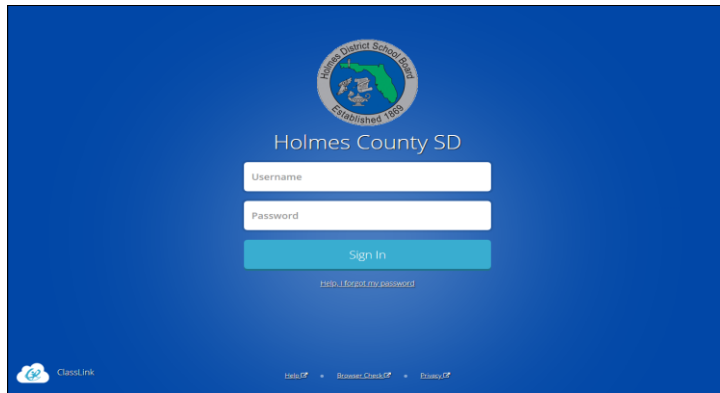 Holmes District School Board
Established 1869
Holmes County SD
Username
Password
Sign In
Help, I forgot my password
ClassLink
Help
Browser Check
Privacy